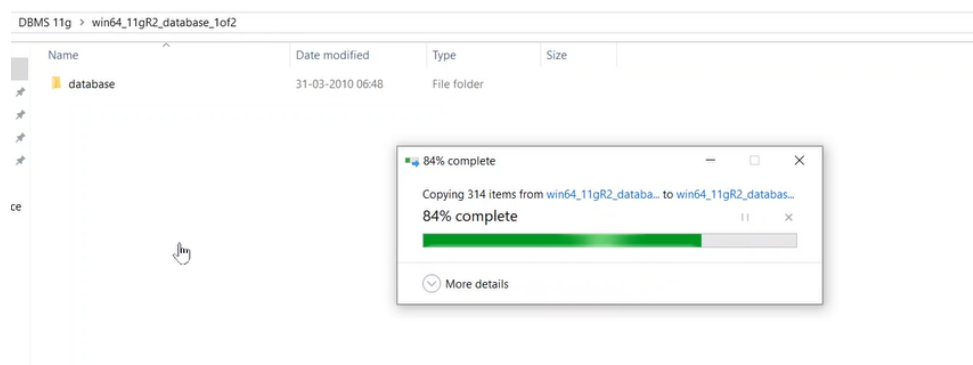 DBMS 11g > win64_11gR2_database_1of2
Name Date modified Type Size
database 31-03-2010 06:48 File folder
84% complete
Copying 314 items from win64_11gR2_databa... to win64_11gR2_databas...
84% complete
ce
More details